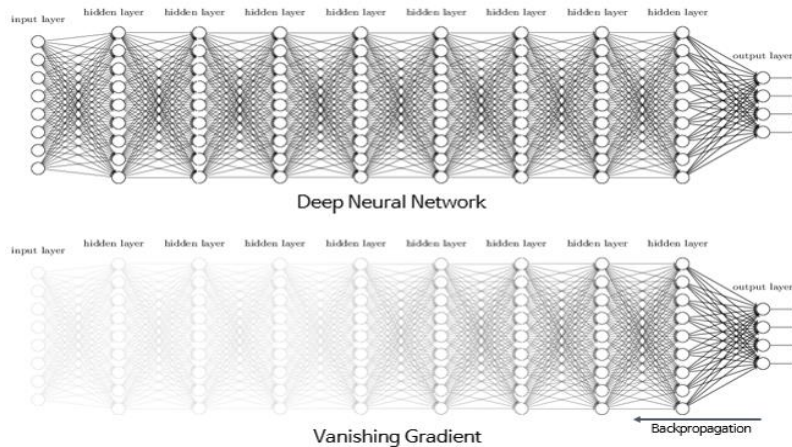 hidden layer hidden layer hidden layer hidden layer hidden layer hidden layer hidden layer hidden layer
input layer
output layer
Deep Neural Network
hidden layer hidden layer hidden layer hidden layer hidden layer hidden layer hidden layer hidden layer
input layer
output layer
Backpropagation
Vanishing Gradient